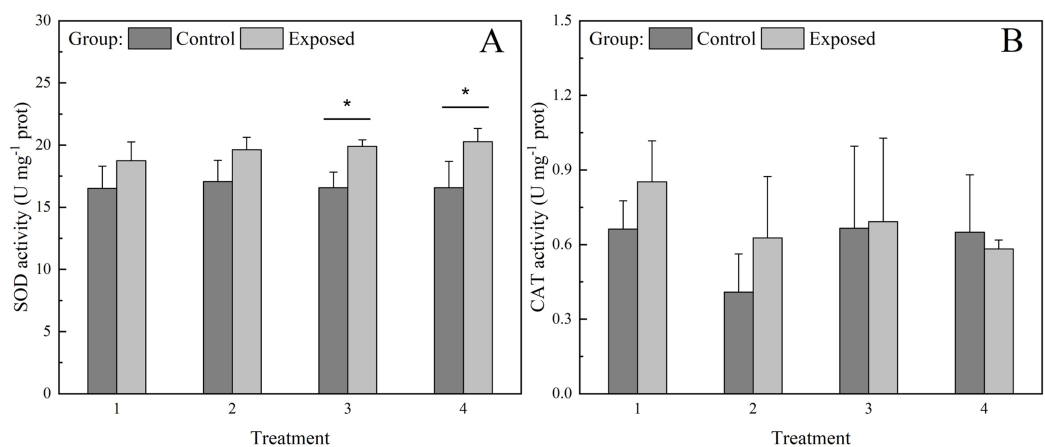 30
25
20
15
10
5
0
SOD activity (U mg⁻¹ prot)
Group: Control Exposed
A
*
*
1 2 3 4
Treatment
1.5
1.2
0.9
0.6
0.3
0.0
CAT activity (U mg⁻¹ prot)
Group: Control Exposed
B
1 2 3 4
Treatment